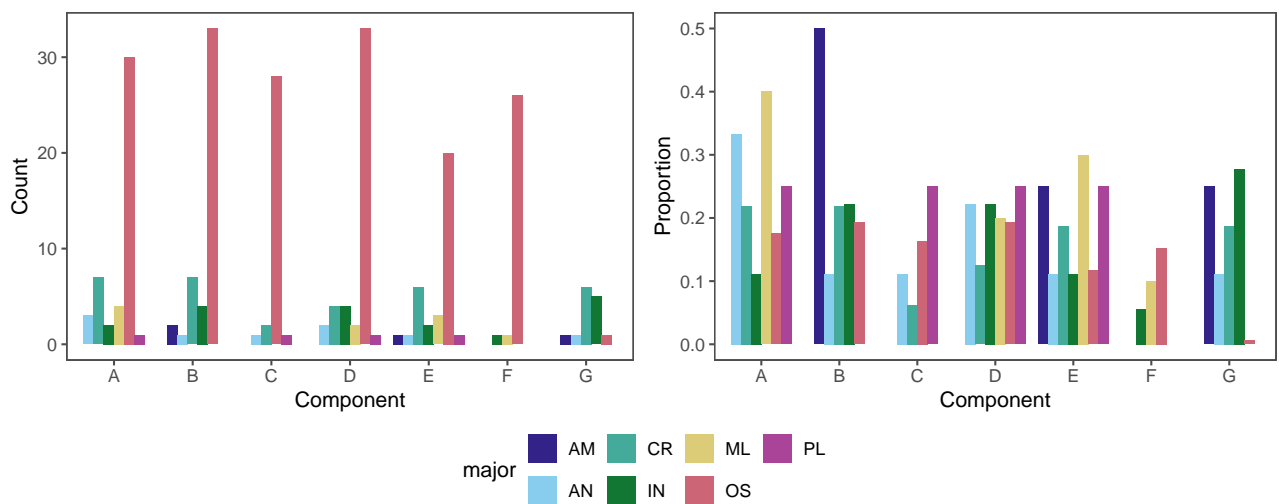 Count
30
20
10
0
A B C D E F G
Component
Proportion
0.5
0.4
0.3
0.2
0.1
0.0
A B C D E F G
Component
major
AM CR ML PL
AN IN OS